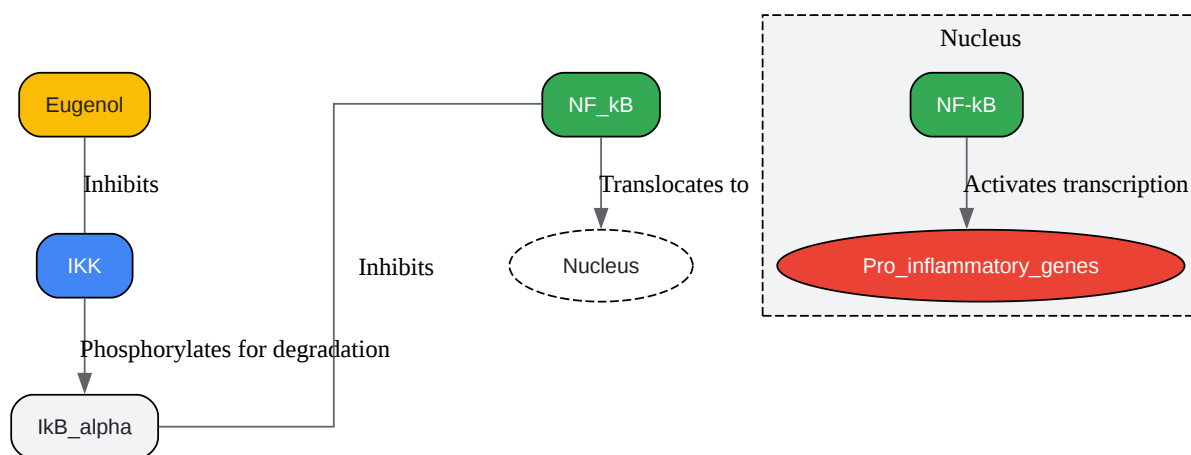 Nucleus
Eugenol
NF_kB
NF-kB
Inhibits
Translocates to
Activates transcription
IKK
Inhibits
Nucleus
Pro_inflammatory_genes
Phosphorylates for degradation
IkB_alpha